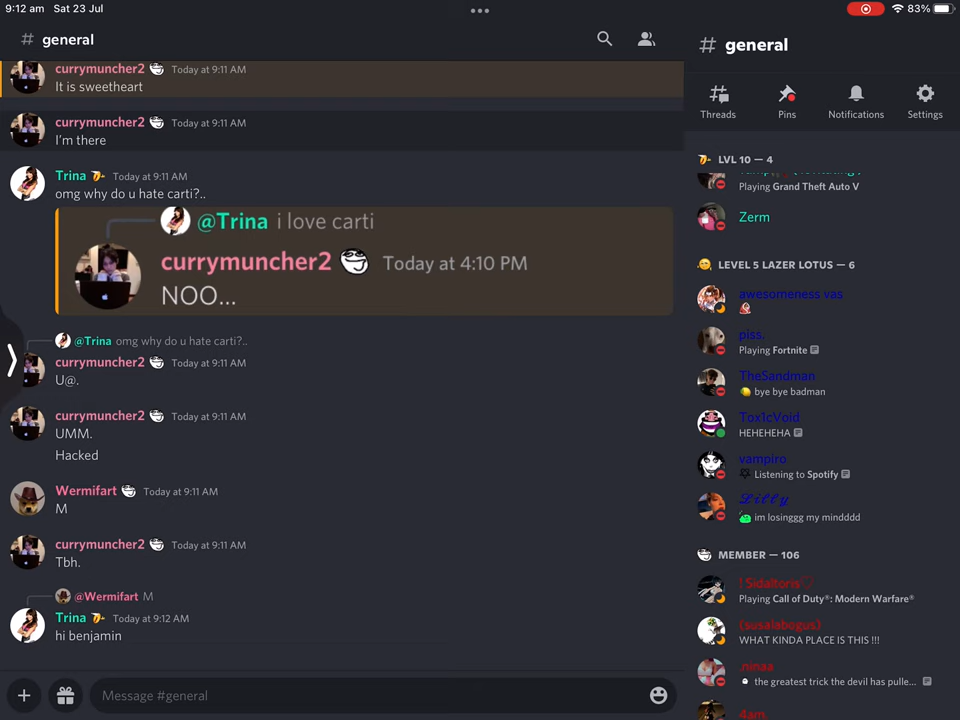 9:12 am Sat 23 Jul
83%
# general
currymuncher2 Today at 9:11 AM
It is sweetheart
currymuncher2 Today at 9:11 AM
I'm there
Trina Today at 9:11 AM
omg why do u hate carti?..
@Trina i love carti
currymuncher2 Today at 4:10 PM
NOO...
@Trina omg why do u hate carti?..
currymuncher2 Today at 9:11 AM
U@.
currymuncher2 Today at 9:11 AM
UMM.
Hacked
Wermifart Today at 9:11 AM
M
currymuncher2 Today at 9:11 AM
Tbh.
@Wermifart M
Trina Today at 9:12 AM
hi benjamin
Message #general
# general
Threads
Pins
Notifications
Settings
LVL 10 — 4
Playing Grand Theft Auto V
Zerm
LEVEL 5 LAZER LOTUS — 6
awesomeness vas
piss.
Playing Fortnite
TheSandman
bye bye badman
Tox1cVoid
HEHEHEHA
vampiro
Listening to Spotify
𝓛𝓲𝓵𝓵𝔂
im losinggg my mindddd
MEMBER — 106
! Sidaltoris♡
Playing Call of Duty®: Modern Warfare®
(susalabogus)
WHAT KINDA PLACE IS THIS !!!
.ninaa
the greatest trick the devil has pulle...
4am